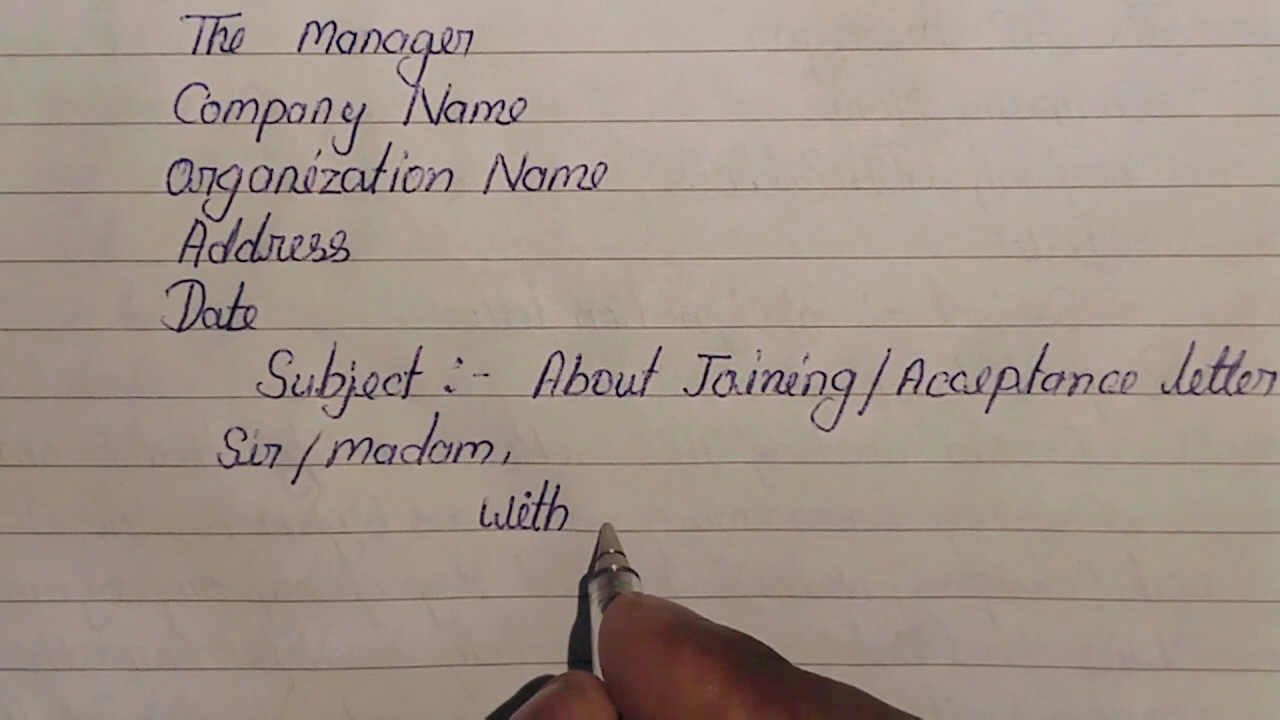 The Manager
Company Name
Organization Name
Address
Date
Subject :- About Joining/Acceptance letter
Sir/madam,
with